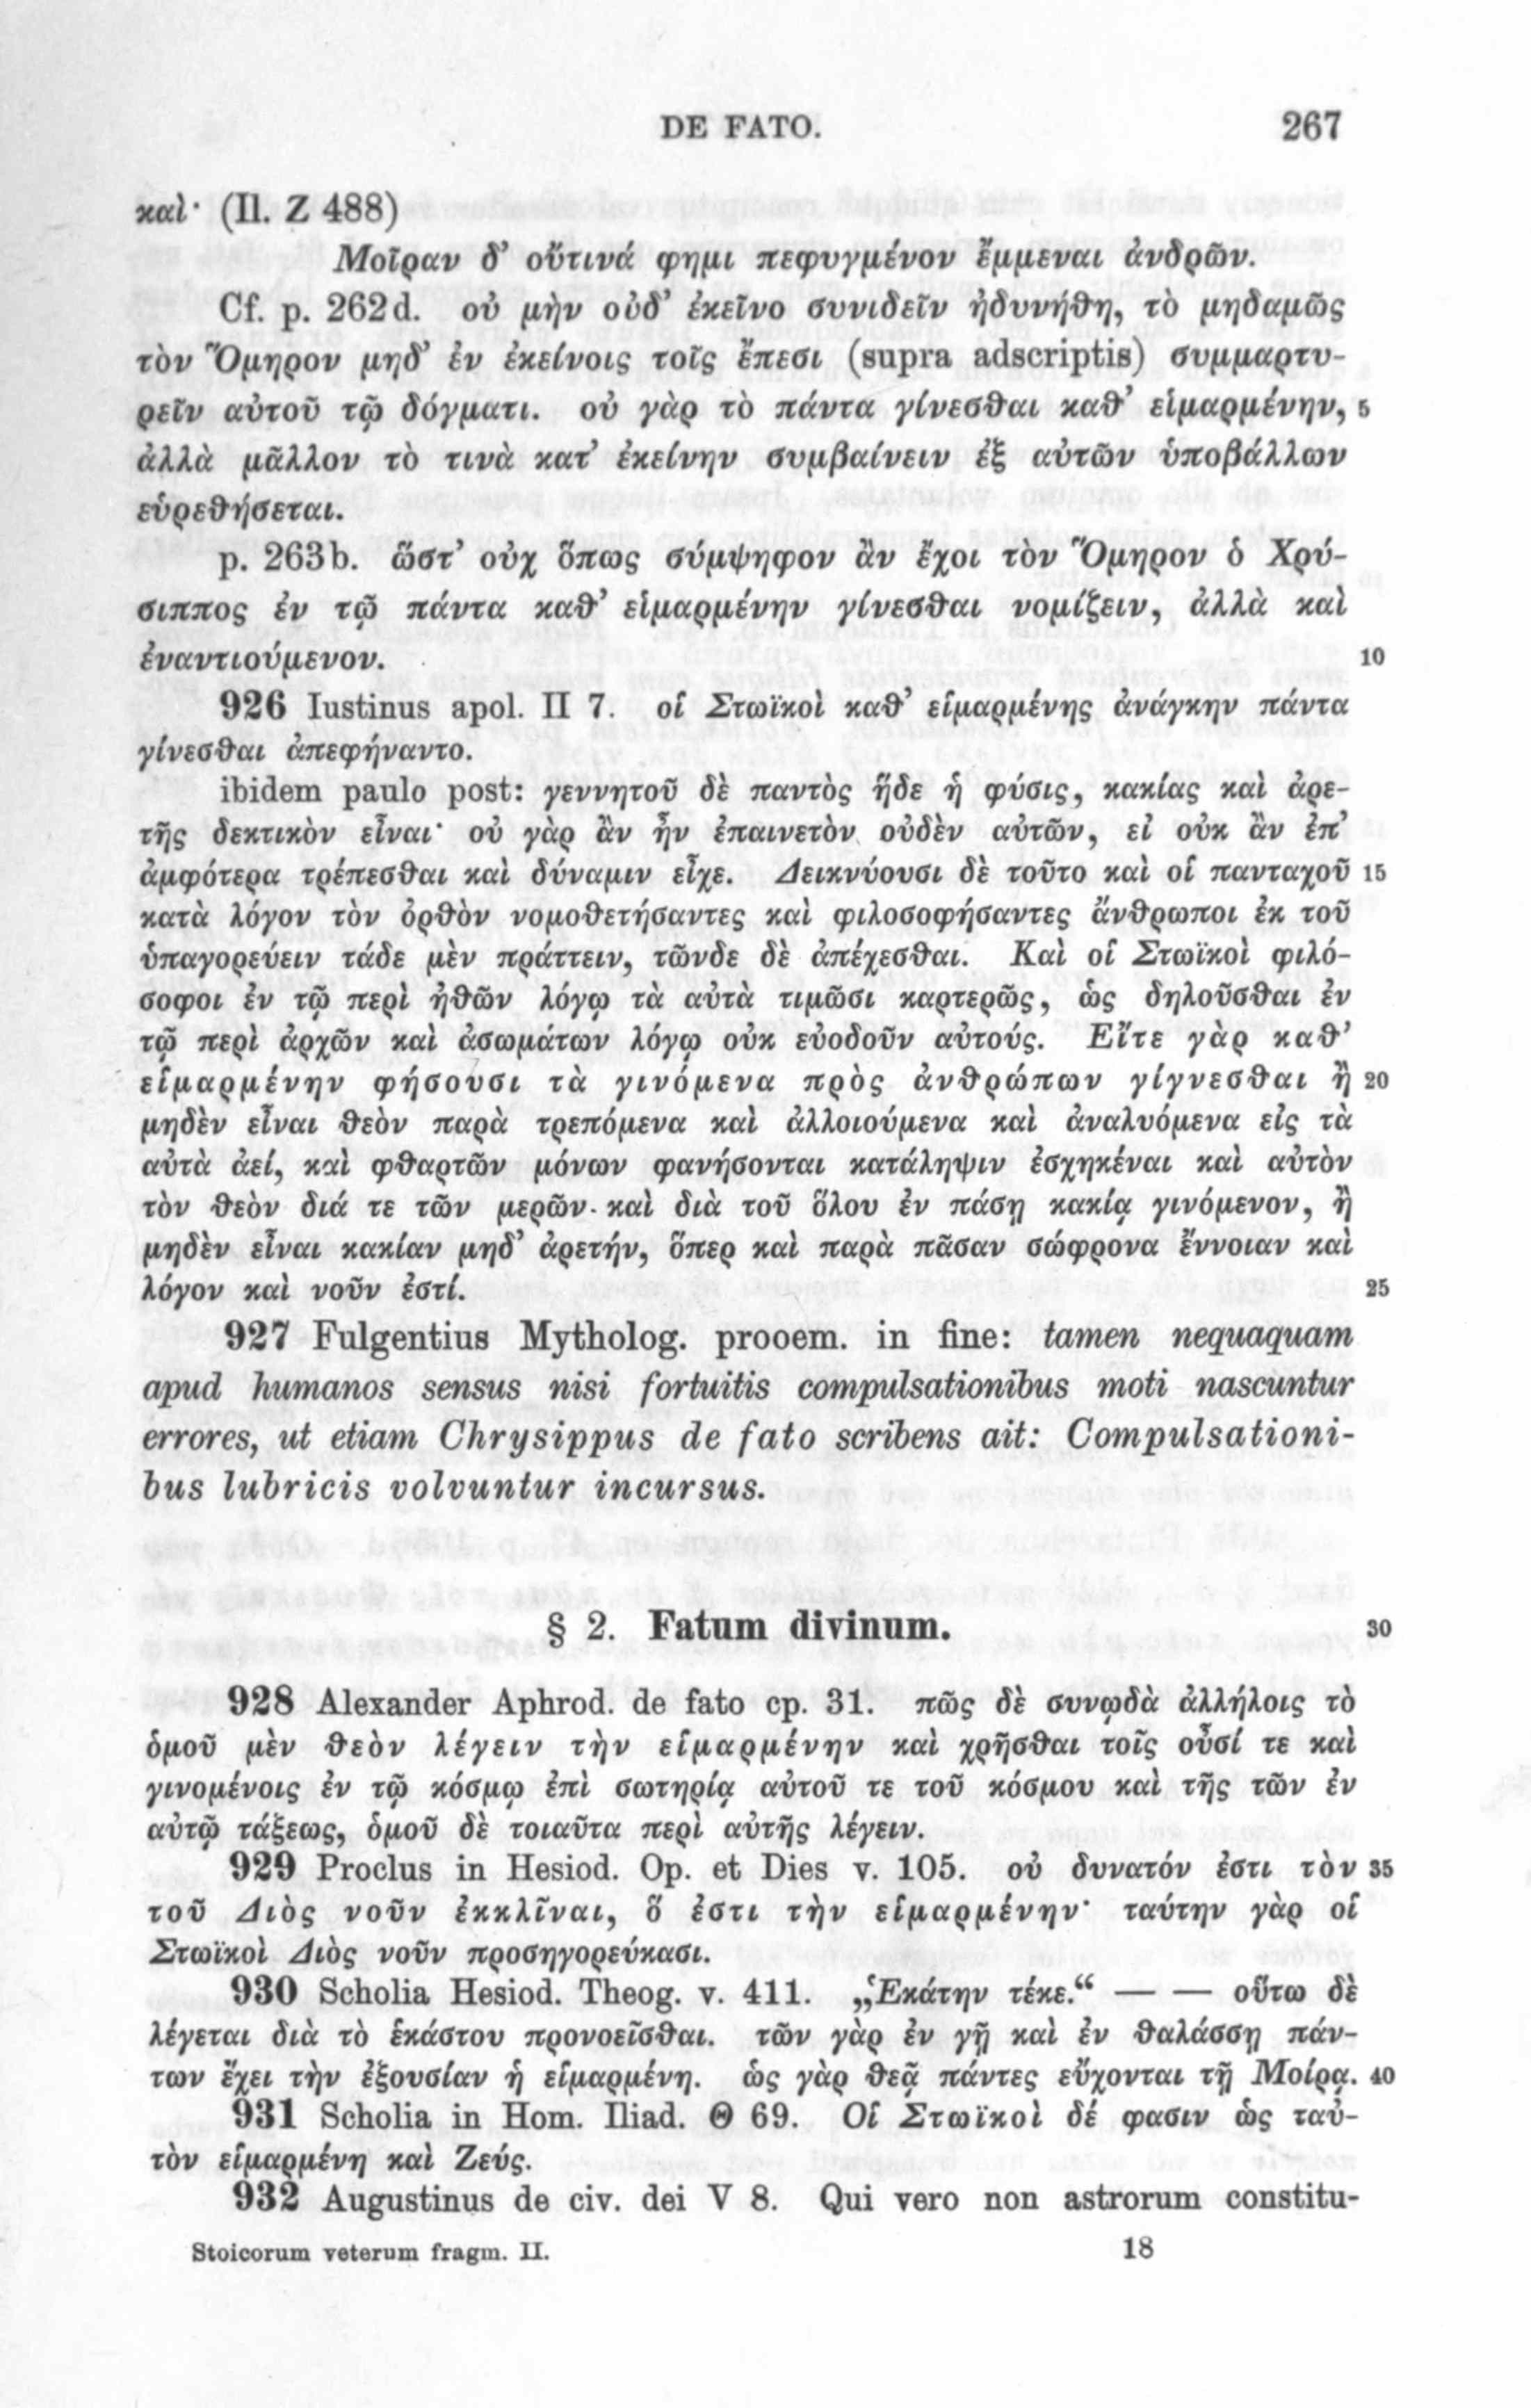 DE FATO. 267
καὶ· (Il. Z 488)
Μοῖραν δ’ οὔτινά φημι πεφυγμένον ἔμμεναι ἀνδρῶν.
Cf. p. 262d. οὐ μὴν οὐδ’ ἐκεῖνο συνιδεῖν ἠδυνήθη, τὸ μηδαμῶς
τὸν Ὅμηρον μηδ’ ἐν ἐκείνοις τοῖς ἔπεσι (supra adscriptis) συμμαρτυ-
ρεῖν αὐτοῦ τῷ δόγματι. οὐ γὰρ τὸ πάντα γίνεσθαι καθ’ εἱμαρμένην, 5
ἀλλὰ μᾶλλον τὸ τινὰ κατ’ ἐκείνην συμβαίνειν ἐξ αὐτῶν ὑποβάλλων
εὑρεθήσεται.
p. 263b. ὥστ’ οὐχ ὅπως σύμψηφον ἂν ἔχοι τὸν Ὅμηρον ὁ Χρύ-
σιππος ἐν τῷ πάντα καθ’ εἱμαρμένην γίνεσθαι νομίζειν, ἀλλὰ καὶ
ἐναντιούμενον. 10
926 Iustinus apol. II 7. οἱ Στωϊκοὶ καθ’ εἱμαρμένης ἀνάγκην πάντα
γίνεσθαι ἀπεφήναντο.
ibidem paulo post: γεννητοῦ δὲ παντὸς ἥδε ἡ φύσις, κακίας καὶ ἀρε-
τῆς δεκτικὸν εἶναι· οὐ γὰρ ἂν ἦν ἐπαινετὸν οὐδὲν αὐτῶν, εἰ οὐκ ἂν ἐπ’
ἀμφότερα τρέπεσθαι καὶ δύναμιν εἶχε. Δεικνύουσι δὲ τοῦτο καὶ οἱ πανταχοῦ 15
κατὰ λόγον τὸν ὀρθὸν νομοθετήσαντες καὶ φιλοσοφήσαντες ἄνθρωποι ἐκ τοῦ
ὑπαγορεύειν τάδε μὲν πράττειν, τῶνδε δὲ ἀπέχεσθαι. Καὶ οἱ Στωϊκοὶ φιλό-
σοφοι ἐν τῷ περὶ ἠθῶν λόγῳ τὰ αὐτὰ τιμῶσι καρτερῶς, ὡς δηλοῦσθαι ἐν
τῷ περὶ ἀρχῶν καὶ ἀσωμάτων λόγῳ οὐκ εὐοδοῦν αὐτούς. Εἴτε γὰρ καθ’
εἱμαρμένην φήσουσι τὰ γινόμενα πρὸς ἀνθρώπων γίγνεσθαι ἢ 20
μηδὲν εἶναι θεὸν παρὰ τρεπόμενα καὶ ἀλλοιούμενα καὶ ἀναλυόμενα εἰς τὰ
αὐτὰ ἀεί, καὶ φθαρτῶν μόνων φανήσονται κατάληψιν ἐσχηκέναι καὶ αὐτὸν
τὸν θεὸν διά τε τῶν μερῶν καὶ διὰ τοῦ ὅλου ἐν πάσῃ κακίᾳ γινόμενον, ἢ
μηδὲν εἶναι κακίαν μηδ’ ἀρετήν, ὅπερ καὶ παρὰ πᾶσαν σώφρονα ἔννοιαν καὶ
λόγον καὶ νοῦν ἐστί. 25
927 Fulgentius Mytholog. prooem. in fine: tamen nequaquam
apud humanos sensus nisi fortuitis compulsationibus moti nascuntur
errores, ut etiam Chrysippus de fato scribens ait: Compulsationi-
bus lubricis volvuntur incursus.
§ 2. Fatum divinum. 30
928 Alexander Aphrod. de fato cp. 31. πῶς δὲ συνῳδὰ ἀλλήλοις τὸ
ὁμοῦ μὲν θεὸν λέγειν τὴν εἱμαρμένην καὶ χρῆσθαι τοῖς οὖσί τε καὶ
γινομένοις ἐν τῷ κόσμῳ ἐπὶ σωτηρίᾳ αὐτοῦ τε τοῦ κόσμου καὶ τῆς τῶν ἐν
αὐτῷ τάξεως, ὁμοῦ δὲ τοιαῦτα περὶ αὐτῆς λέγειν.
929 Proclus in Hesiod. Op. et Dies v. 105. οὐ δυνατόν ἐστι τὸν 35
τοῦ Διὸς νοῦν ἐκκλῖναι, ὅ ἐστι τὴν εἱμαρμένην· ταύτην γὰρ οἱ
Στωϊκοὶ Διὸς νοῦν προσηγορεύκασι.
930 Scholia Hesiod. Theog. v. 411. „Ἑκάτην τέκε.“ — — οὕτω δὲ
λέγεται διὰ τὸ ἑκάστου προνοεῖσθαι. τῶν γὰρ ἐν γῇ καὶ ἐν θαλάσσῃ πάν-
των ἔχει τὴν ἐξουσίαν ἡ εἱμαρμένη. ὡς γὰρ θεᾷ πάντες εὔχονται τῇ Μοίρᾳ. 40
931 Scholia in Hom. Iliad. Θ 69. Οἱ Στωϊκοὶ δέ φασιν ὡς ταὐ-
τὸν εἱμαρμένη καὶ Ζεύς.
932 Augustinus de civ. dei V 8. Qui vero non astrorum constitu-
Stoicorum veterum fragm. II. 18